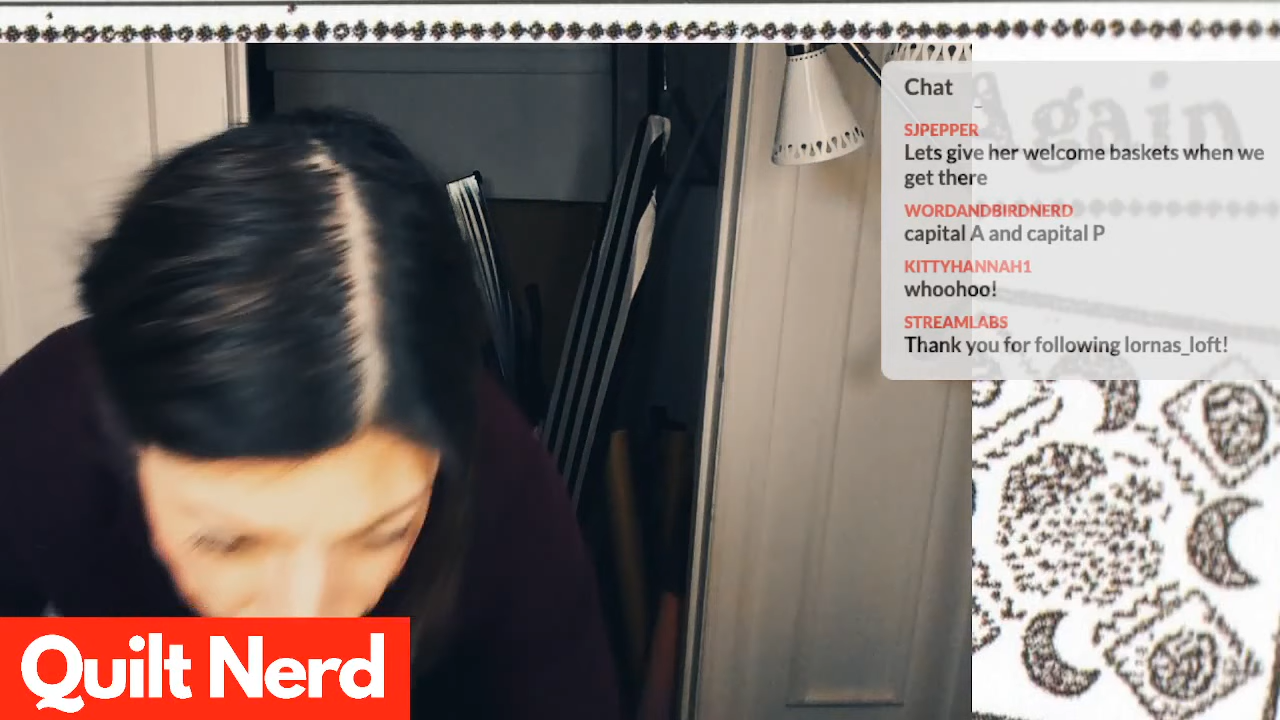 Again
Chat
SJPEPPER
Lets give her welcome baskets when we
get there
WORDANDBIRDNERD
capital A and capital P
KITTYHANNAH1
whoohoo!
STREAMLABS
Thank you for following lornas_loft!
Quilt Nerd